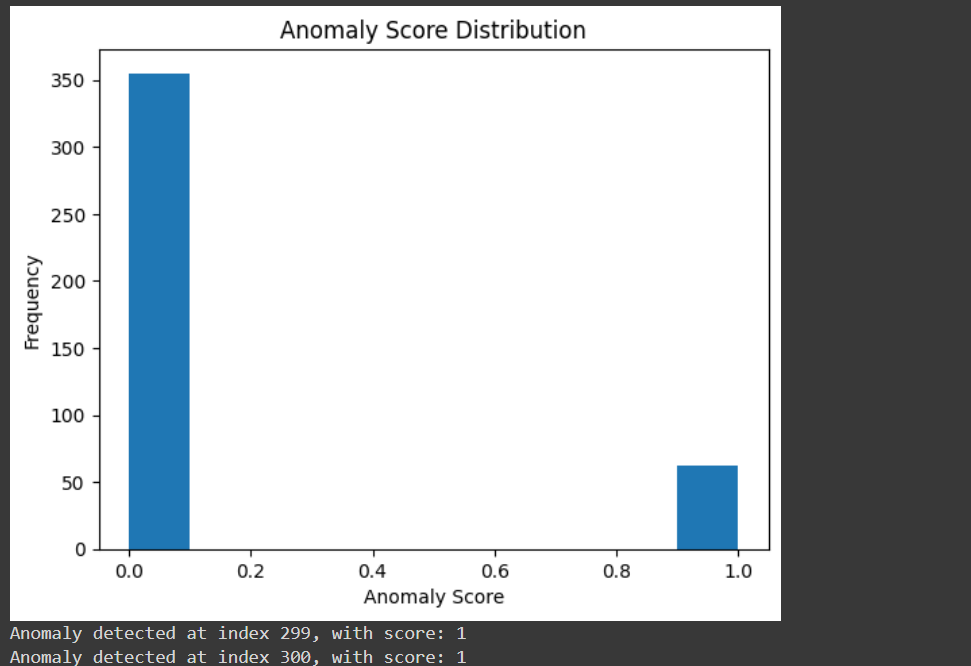 Anomaly Score Distribution
350
300
250
200
150
100
50
0
Frequency
0.0 0.2 0.4 0.6 0.8 1.0
Anomaly Score
Anomaly detected at index 299, with score: 1
Anomaly detected at index 300, with score: 1